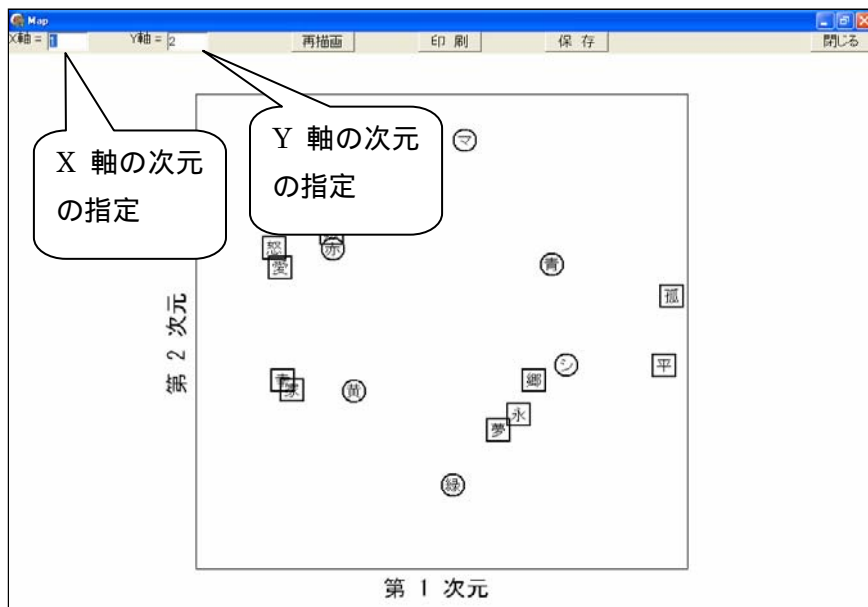 Map
X軸 = 1 Y軸 = 2 再描画 印 刷 保 存 閉じる
X 軸の次元
の指定
Y 軸の次元
の指定
マ
怒 赤
愛
青
孤
第 2 次元
シ 平
郷
家 黄
永
夢
緑
第 1 次元